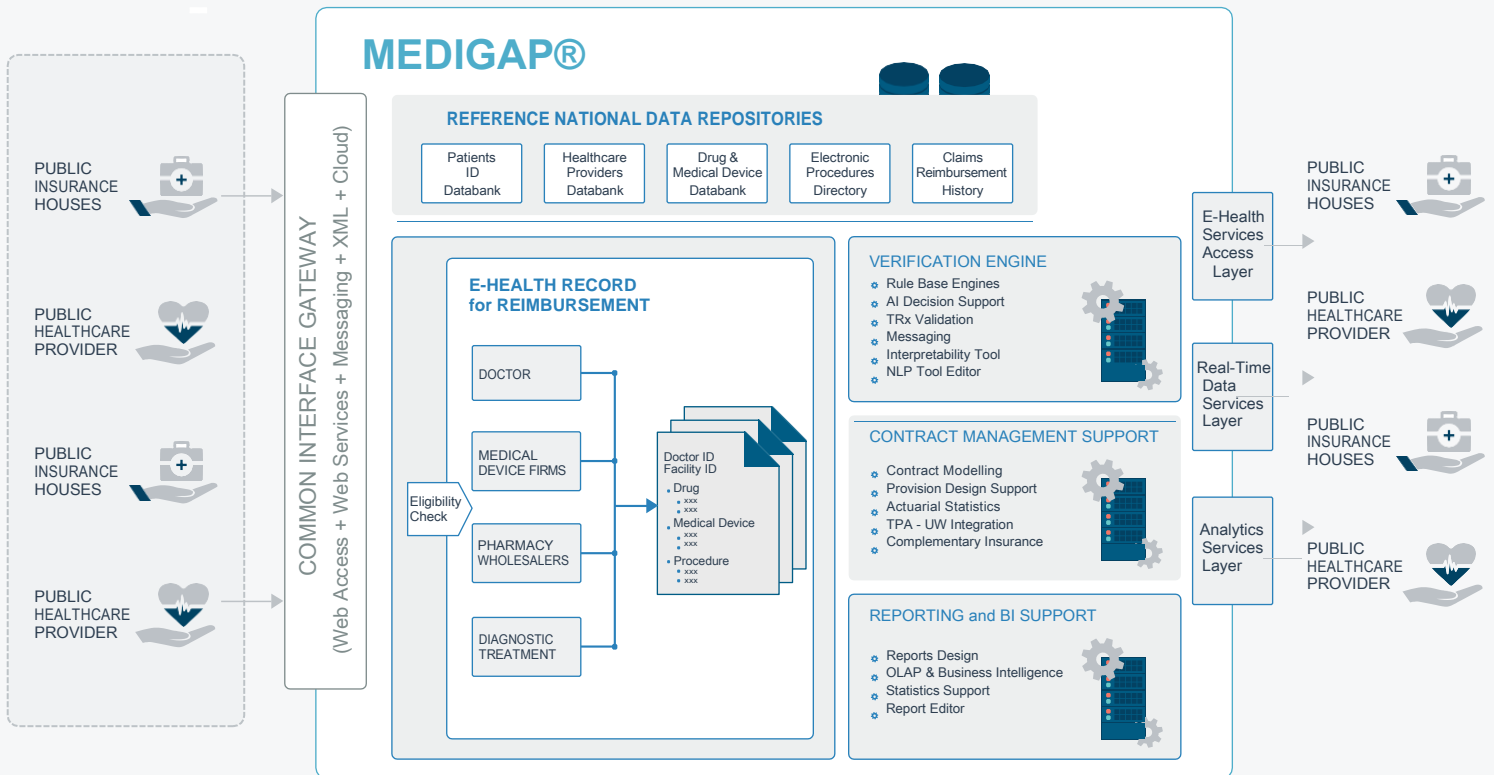 MEDIGAP®
PUBLIC
INSURANCE
HOUSES
PUBLIC
HEALTHCARE
PROVIDER
PUBLIC
INSURANCE
HOUSES
PUBLIC
HEALTHCARE
PROVIDER
COMMON INTERFACE GATEWAY
(Web Access + Web Services + Messaging + XML + Cloud)
REFERENCE NATIONAL DATA REPOSITORIES
Patients
ID
Databank
Healthcare
Providers
Databank
Drug &
Medical Device
Databank
Electronic
Procedures
Directory
Claims
Reimbursement
History
E-HEALTH RECORD
for REIMBURSEMENT
Eligibility
Check
DOCTOR
MEDICAL
DEVICE FIRMS
PHARMACY
WHOLESALERS
DIAGNOSTIC
TREATMENT
Doctor ID
Facility ID
Drug
xxx
xxx
Medical Device
xxx
xxx
Procedure
xxx
xxx
VERIFICATION ENGINE
Rule Base Engines
AI Decision Support
TRx Validation
Messaging
Interpretability Tool
NLP Tool Editor
CONTRACT MANAGEMENT SUPPORT
Contract Modelling
Provision Design Support
Actuarial Statistics
TPA - UW Integration
Complementary Insurance
REPORTING and BI SUPPORT
Reports Design
OLAP & Business Intelligence
Statistics Support
Report Editor
E-Health
Services
Access
Layer
Real-Time
Data
Services
Layer
Analytics
Services
Layer
PUBLIC
INSURANCE
HOUSES
PUBLIC
HEALTHCARE
PROVIDER
PUBLIC
INSURANCE
HOUSES
PUBLIC
HEALTHCARE
PROVIDER